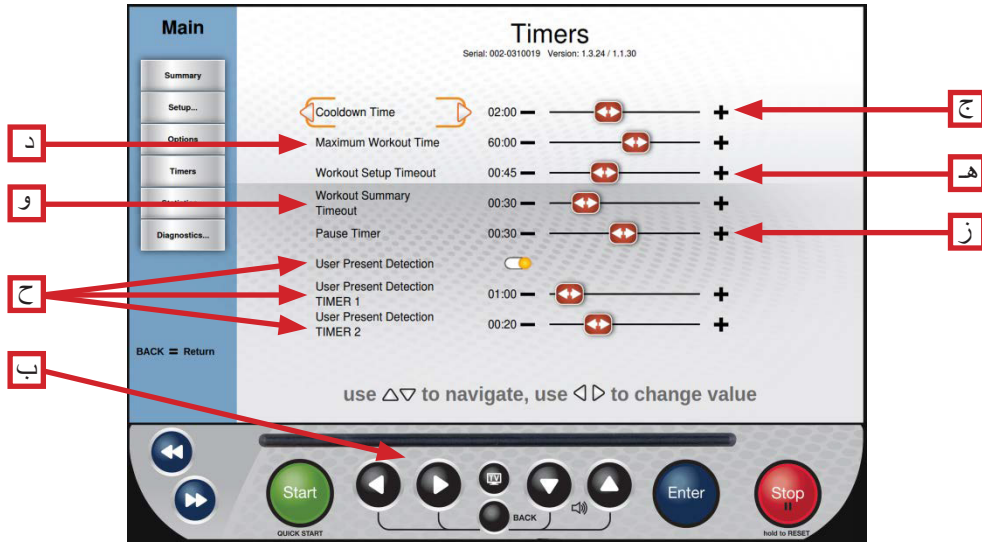 Main
Summary
Setup...
Options
Timers
Diagnostics...
BACK = Return
Timers
Serial: 002-0310019 Version: 1.3.24 / 1.1.30
Cooldown Time 02:00
Maximum Workout Time 60:00
Workout Setup Timeout 00:45
Workout Summary
Timeout 00:30
Pause Timer 00:30
User Present Detection
User Present Detection
TIMER 1 01:00
User Present Detection
TIMER 2 00:20
use △▽ to navigate, use ◁ ▷ to change value
د
و
ح
ب
ج
هـ
ز
Start
QUICK START
TV
BACK
Enter
Stop
hold to RESET